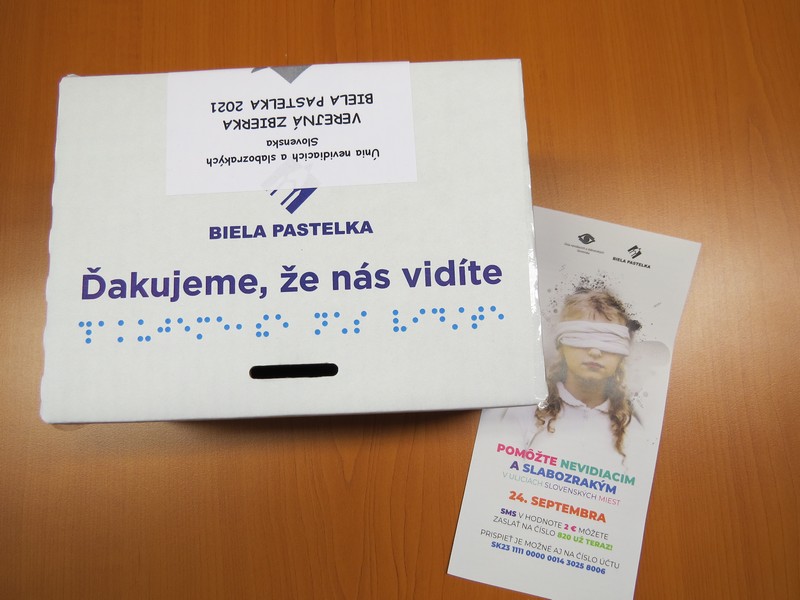 Únia nevidiacich a slabozrakých
Slovenska
VEREJNÁ ZBIERKA
BIELA PASTELKA 2021
BIELA PASTELKA
Ďakujeme, že nás vidíte
BIELA PASTELKA
POMÔŽTE NEVIDIACIM
A SLABOZRAKÝM
V ULICIACH SLOVENSKÝCH MIEST
24. SEPTEMBRA
SMS V HODNOTE 2 € MÔŽETE
ZASLAŤ NA ČÍSLO 820 UŽ TERAZ!
PRISPIEŤ JE MOŽNÉ AJ NA ČÍSLO ÚČTU
SK23 1111 0000 0014 3025 8006